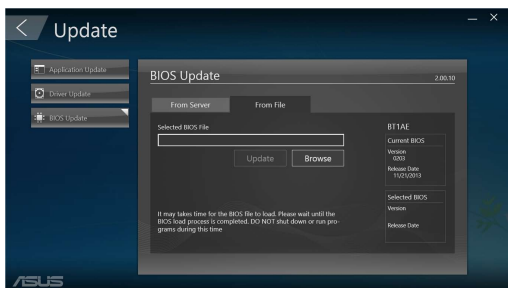 Update
Application Update
Driver Update
BIOS Update
BIOS Update
2.00.10
From Server
From File
Selected BIOS File
Update
Browse
It may takes time for the BIOS file to load. Please wait until the
BIOS load process is completed. DO NOT shut down or run pro-
grams during this time
BT1AE
Current BIOS
Version
0203
Release Date
11/21/2013
Selected BIOS
Version
Release Date
ASUS